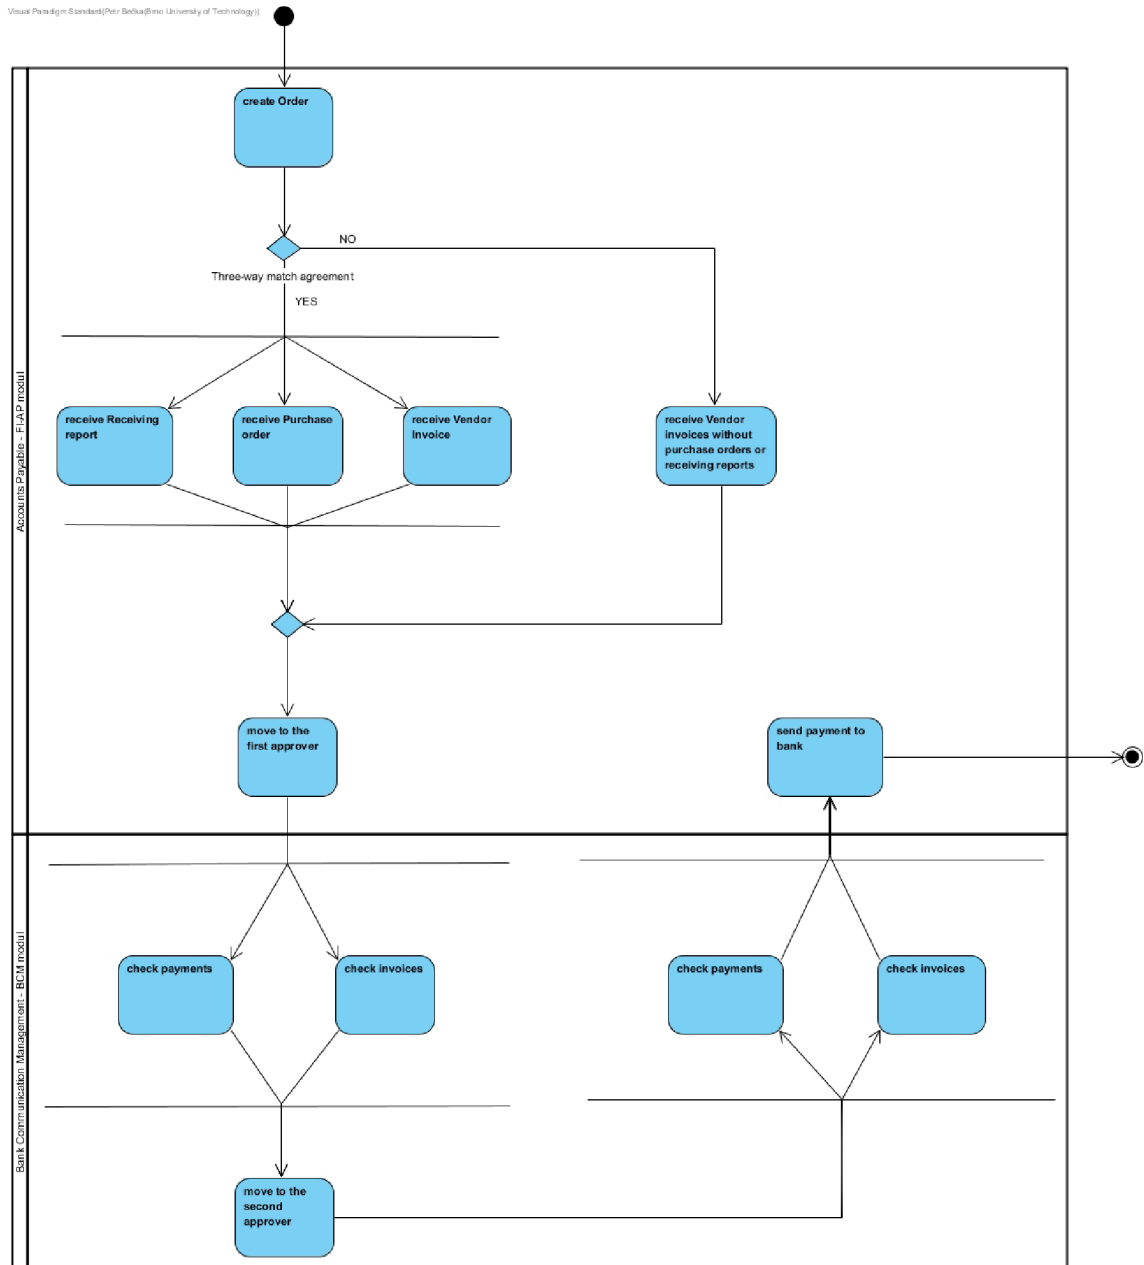 Visual Paradigm Standard(Petr Bečka(Brno University of Technology))
create Order
NO
Three-way match agreement
YES
Accounts Payable - FI-AP modul
receive Receiving
report
receive Purchase
order
receive Vendor
Invoice
receive Vendor
invoices without
purchase orders or
receiving reports
move to the
first approver
send payment to
bank
Bank Communication Management - BCM modul
check payments
check invoices
check payments
check invoices
move to the
second
approver